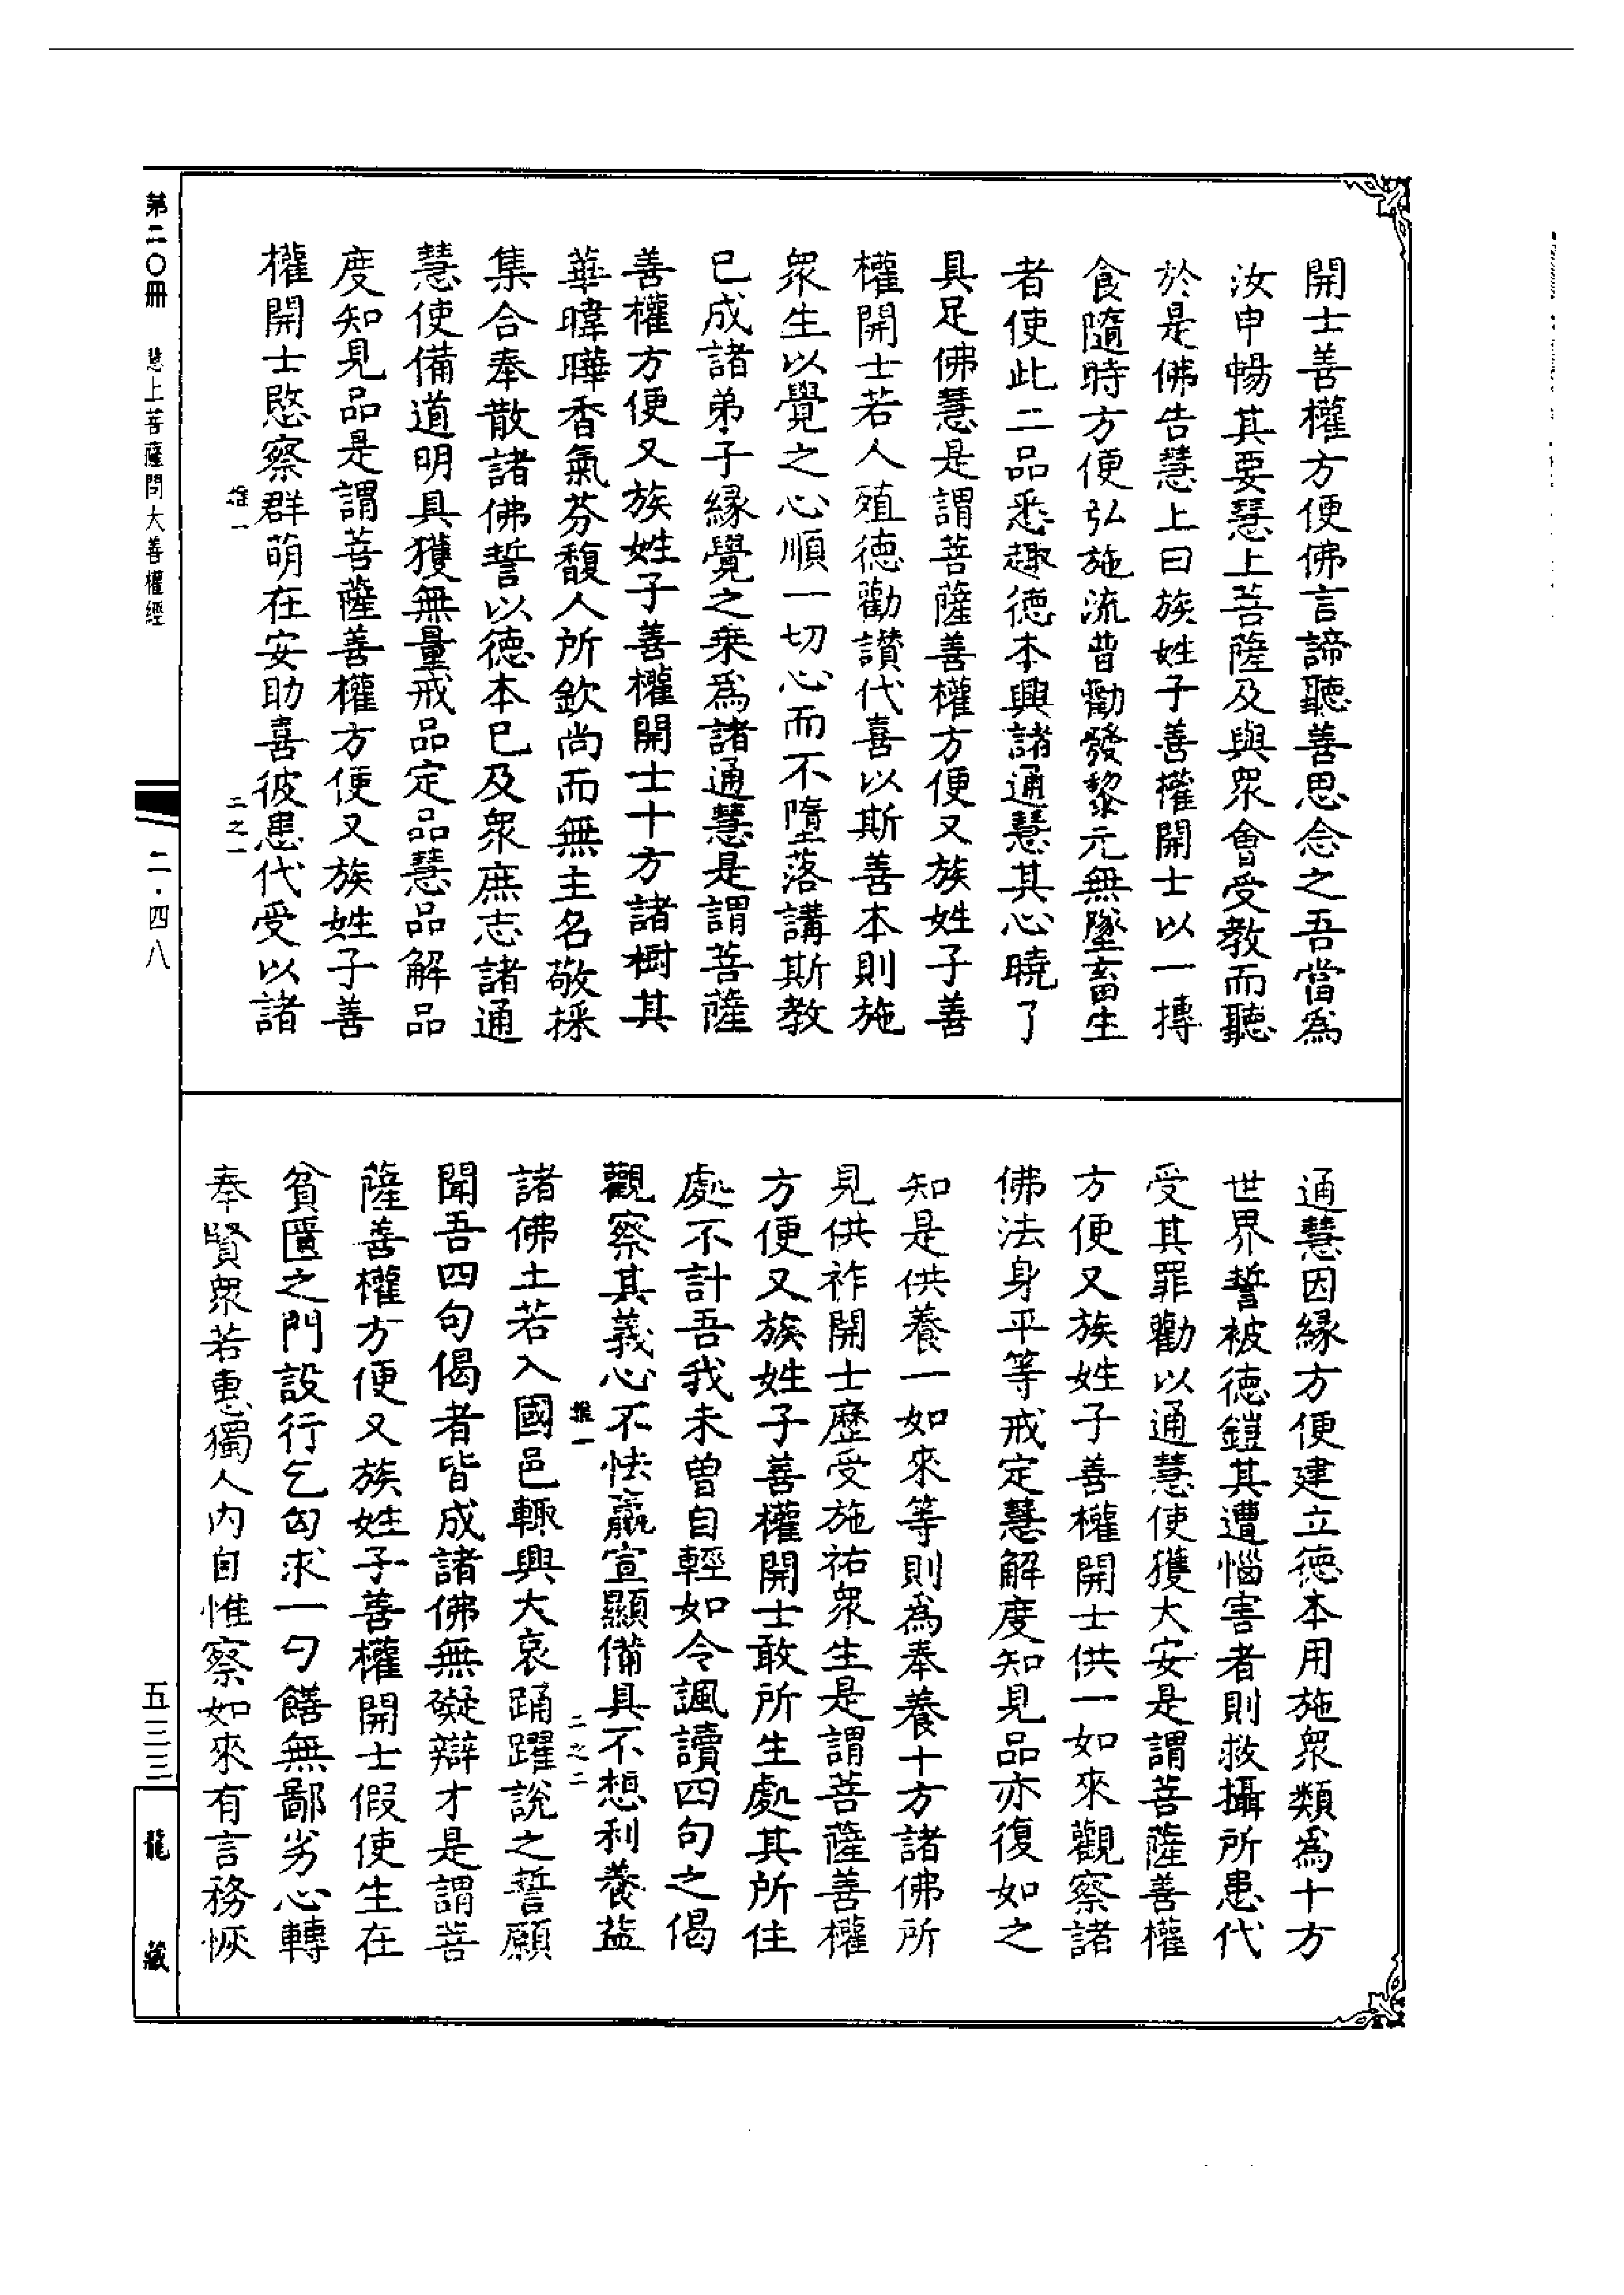 開士善權方便佛言諦聽善思念之吾當為
汝申暢其要慧上菩薩及與眾會受教而聽
於是佛告慧上曰族姓子善權開士以一摶
食隨時方便弘施流普勸發黎元無墜畜生
者使此二品悉趣德本興諸通慧其心曉了
具足佛慧是謂菩薩善權方便又族姓子善
權開士若人殖德勸讃代喜以斯善本則施
眾生以覺之心順一切心而不墮落講斯教
已成諸弟子縁覺之乗為諸通慧是謂菩薩
善權方便又族姓子善權開士十方諸樹其
華暐曄香氣芬馥人所欽尚而無主名敬採
集合奉散諸佛誓以德本已及眾庶志諸通
慧使備道明具獲無量戒品定品慧品解品
度知見品是謂菩薩善權方便又族姓子善
權開士愍察群萌在安助喜彼患代受以諸
推一
二之一
通慧因縁方便建立德本用施眾類為十方
世界誓被德鎧其遭惱害者則救攝所患代
受其罪勸以通慧使獲大安是謂菩薩善權
方便又族姓子善權開士供一如來觀察諸
佛法身平等戒定慧解度知見品亦復如之
知是供養一如來等則為奉養十方諸佛所
見供祚開士歷受施祐眾生是謂菩薩善權
方便又族姓子善權開士敢所生處其所住
處不計吾我未曾自輕如令諷讀四句之偈
觀察其義心不怯羸宣顯備具不想利養益
推一
二之二
諸佛土若入國邑輙興大哀踊躍說之誓願
聞吾四句偈者皆成諸佛無礙辯才是謂菩
薩善權方便又族姓子善權開士假使生在
貧匱之門設行乞匃求一勺饍無鄙劣心轉
奉賢眾若惠獨人內自惟察如來有言務恢
第二〇冊
慧上菩薩問大善權經
二·四八
五三三
龍藏